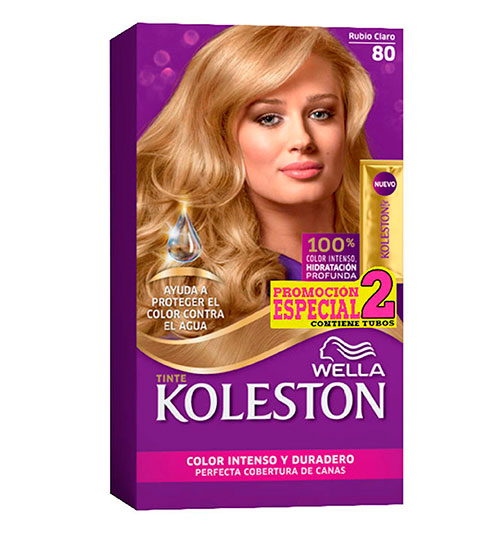 Rubio Claro
80
NUEVO
KOLESTON
100%
COLOR INTENSO,
HIDRATACIÓN
PROFUNDA
AYUDA A
PROTEGER EL
COLOR CONTRA
EL AGUA
PROMOCIÓN
ESPECIAL 2
CONTIENE TUBOS
WELLA
TINTE
KOLESTON
COLOR INTENSO Y DURADERO
PERFECTA COBERTURA DE CANAS